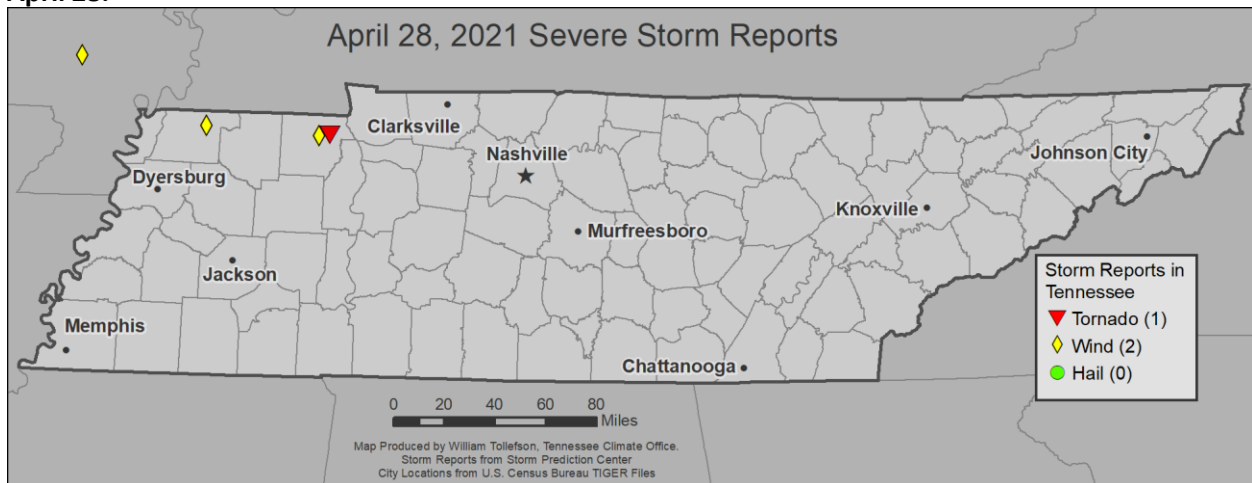 April 28, 2021 Severe Storm Reports
Clarksville
Nashville
Johnson City
Dyersburg
Knoxville
Murfreesboro
Jackson
Storm Reports in
Tennessee
Tornado (1)
Wind (2)
Hail (0)
Memphis
Chattanooga
0 20 40 60 80
Miles
Map Produced by William Tollefson, Tennessee Climate Office.
Storm Reports from Storm Prediction Center
City Locations from U.S. Census Bureau TIGER Files